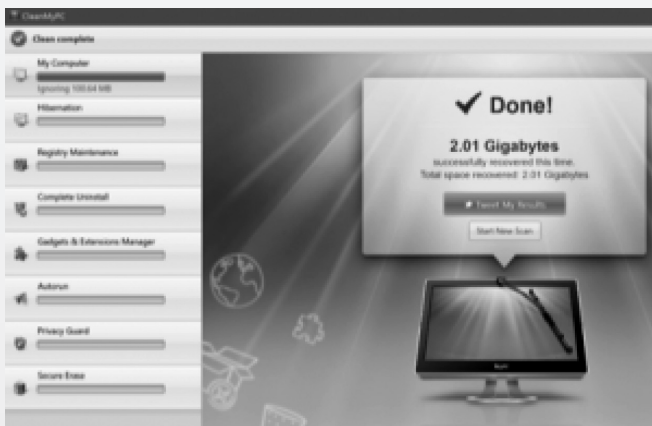 CleanMyPC
Clean complete
My Computer
Ignoring 100.64 MB
Hibernation
Registry Maintenance
Complete Uninstall
Gadgets & Extensions Manager
Autorun
Privacy Guard
Secure Erase
Done!
2.01 Gigabytes
successfully recovered this time.
Total space recovered: 2.01 Gigabytes
Tweet My Results
Start New Scan